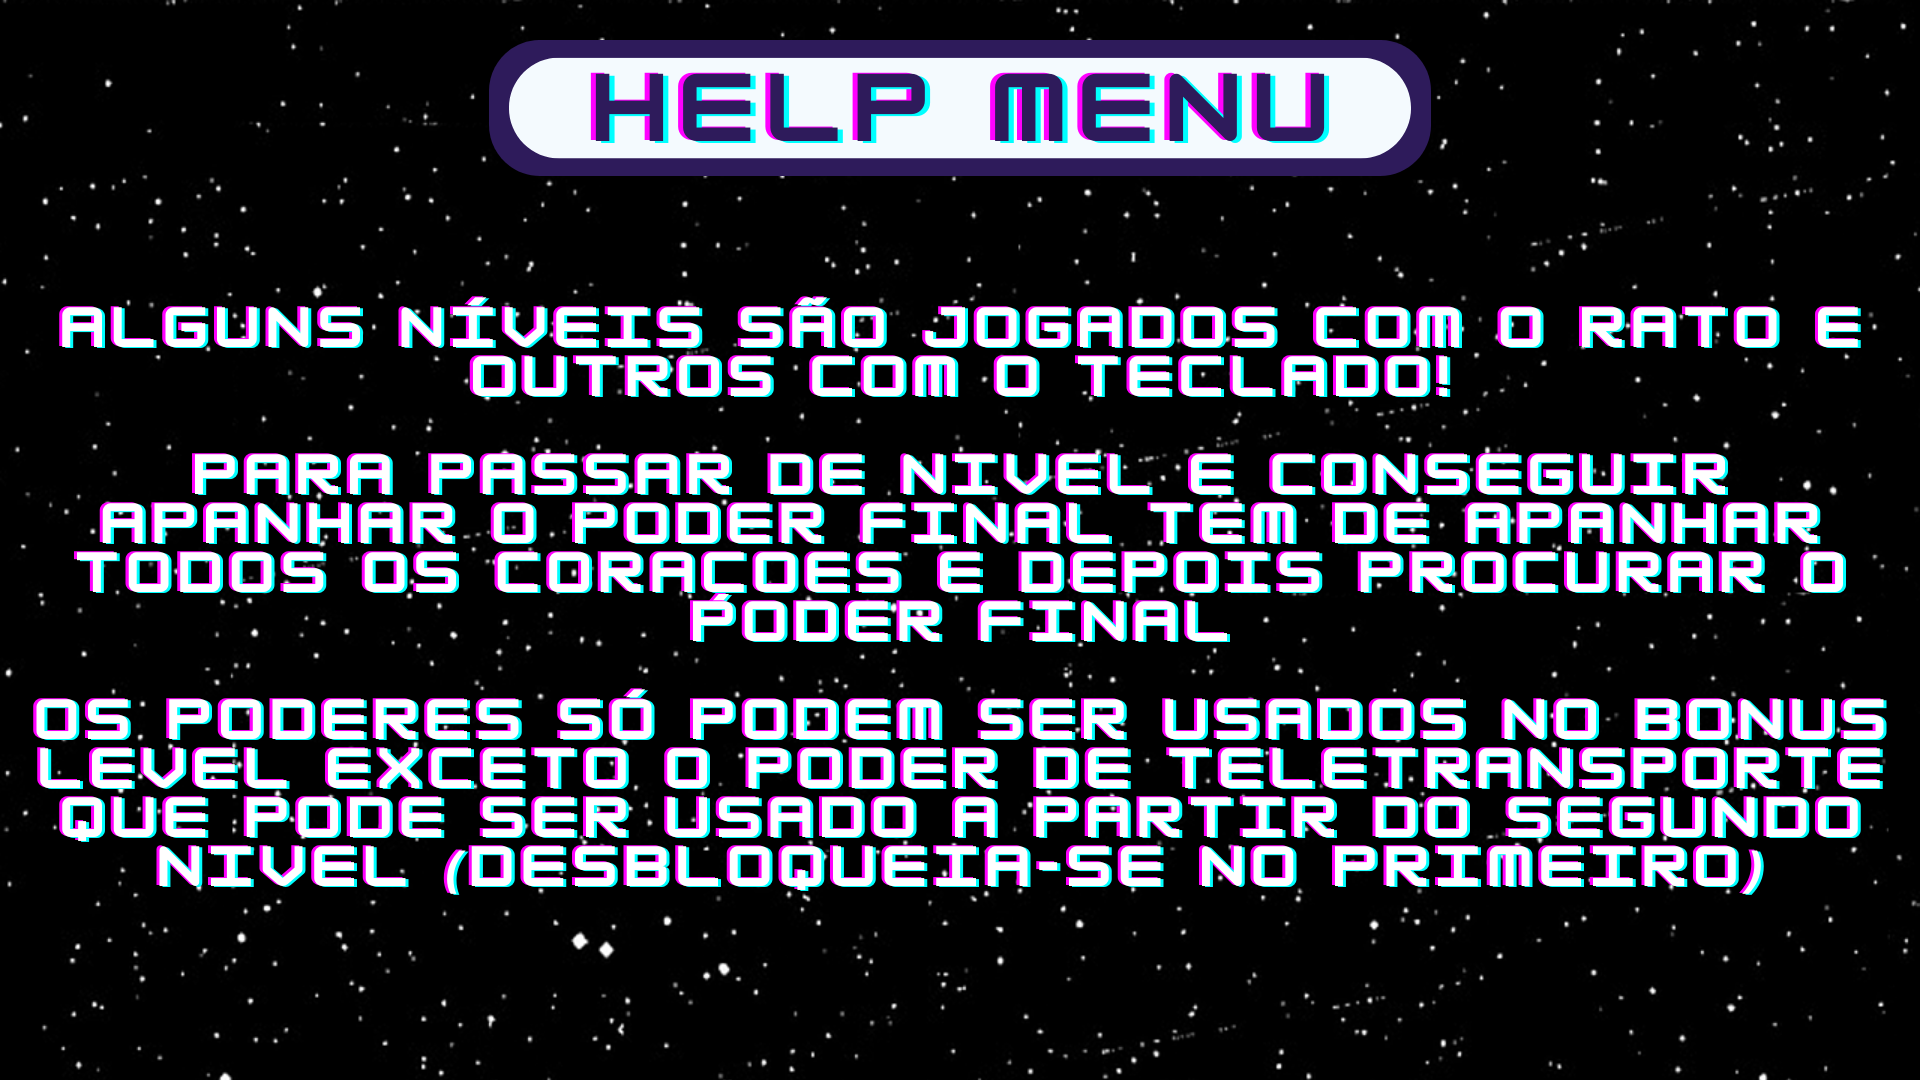 HELP MENU
ALGUNS NÍVEIS SÃO JOGADOS COM O RATO E
OUTROS COM O TECLADO!
PARA PASSAR DE NIVEL E CONSEGUIR
APANHAR O PODER FINAL TEM DE APANHAR
TODOS OS CORAÇOES E DEPOIS PROCURAR O
PODER FINAL
OS PODERES SÓ PODEM SER USADOS NO BONUS
LEVEL EXCETO O PODER DE TELETRANSPORTE
QUE PODE SER USADO A PARTIR DO SEGUNDO
NIVEL (DESBLOQUEIA-SE NO PRIMEIRO)